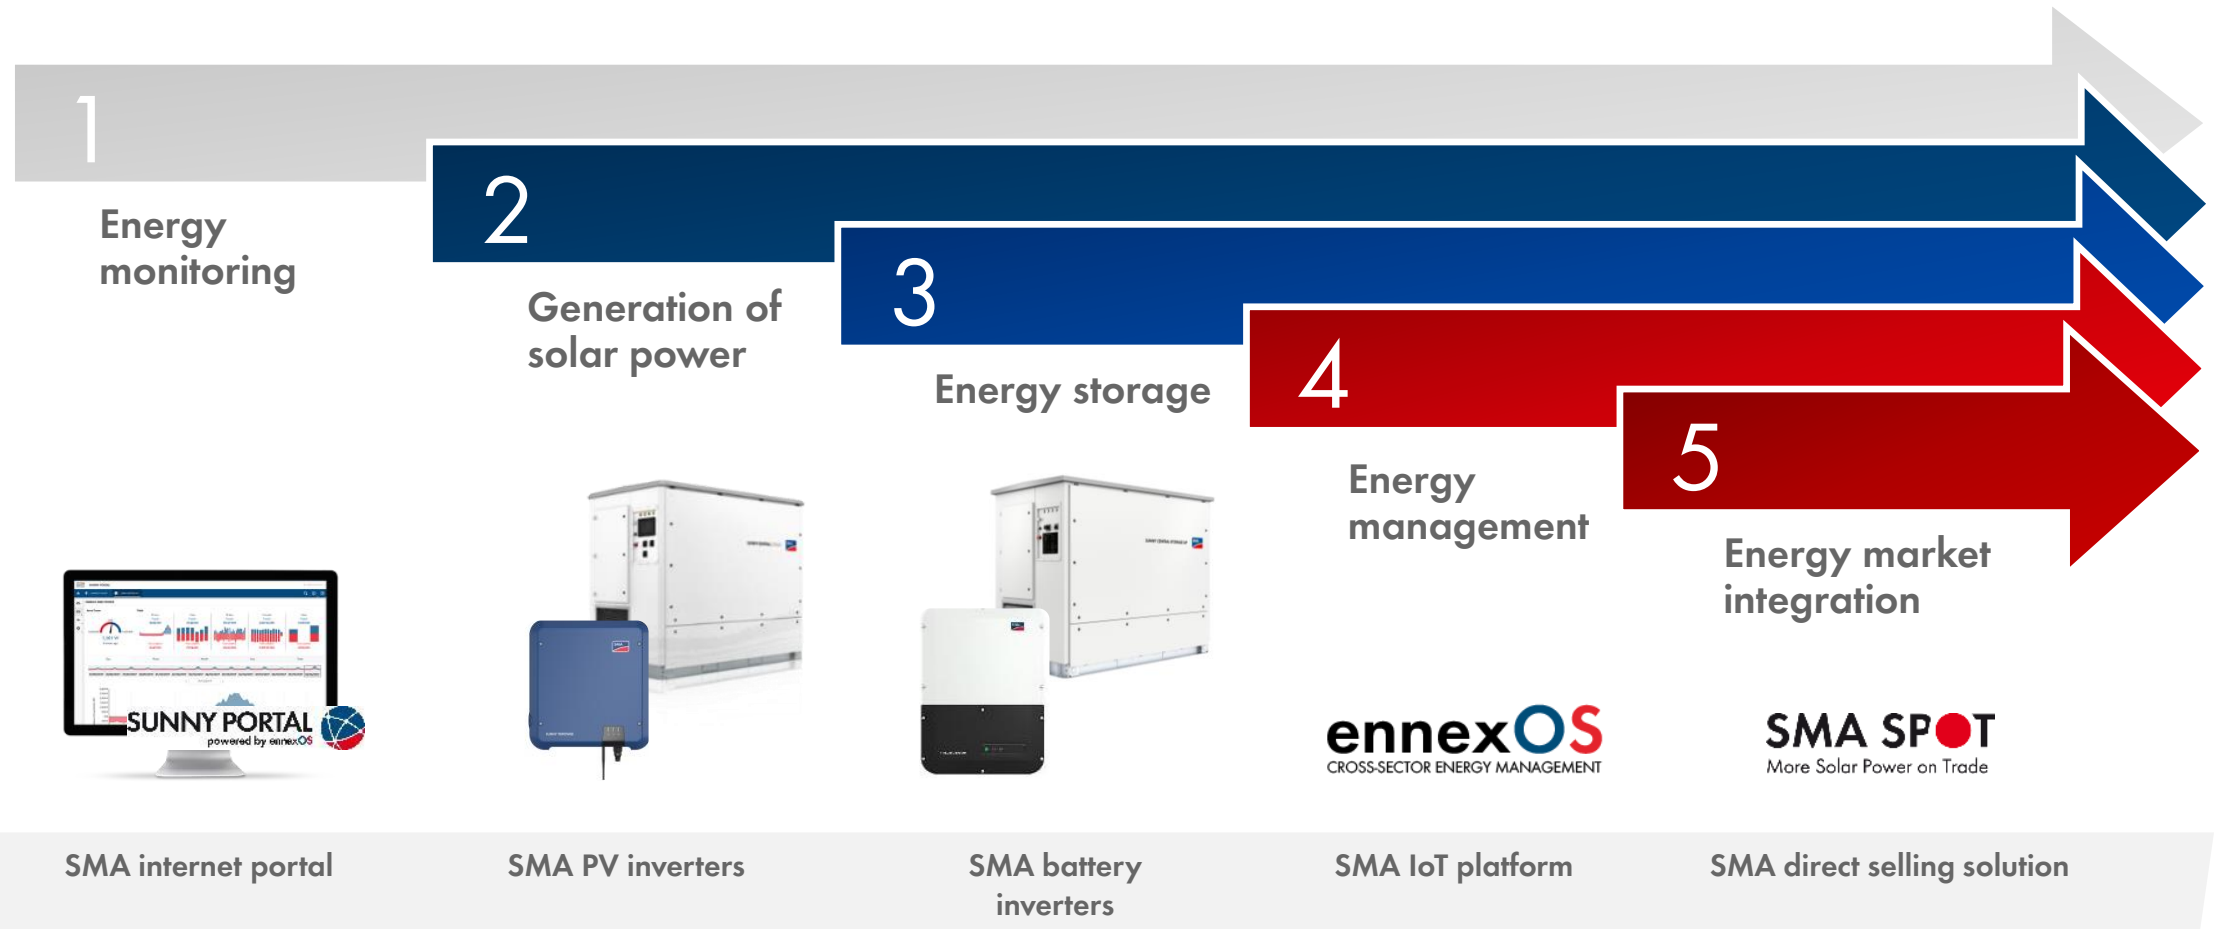 1
Energy
monitoring
2
Generation of
solar power
3
Energy storage
4
Energy
management
5
Energy market
integration
SUNNY PORTAL
powered by ennexOS
ennexOS
CROSS-SECTOR ENERGY MANAGEMENT
SMA SPOT
More Solar Power on Trade
SMA internet portal
SMA PV inverters
SMA battery
inverters
SMA IoT platform
SMA direct selling solution